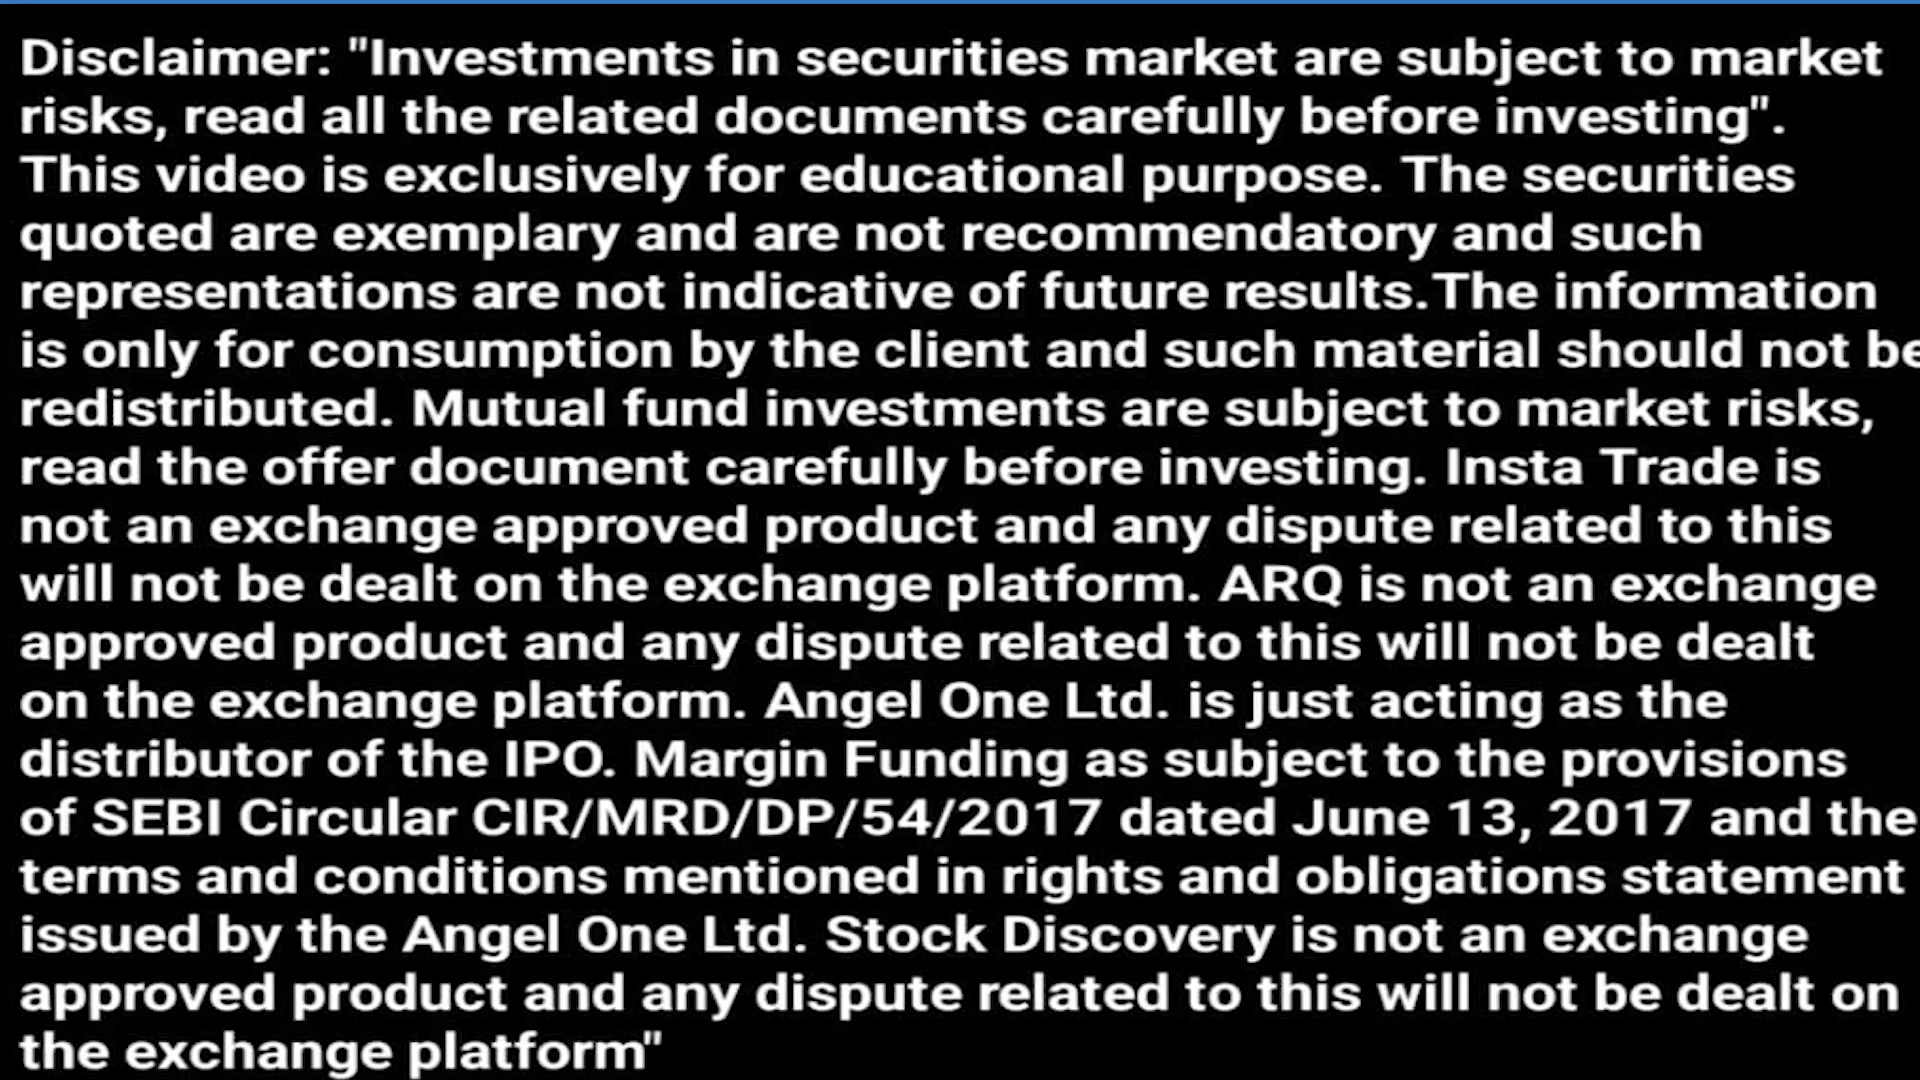 Disclaimer: "Investments in securities market are subject to market
risks, read all the related documents carefully before investing".
This video is exclusively for educational purpose. The securities
quoted are exemplary and are not recommendatory and such
representations are not indicative of future results.The information
is only for consumption by the client and such material should not be
redistributed. Mutual fund investments are subject to market risks,
read the offer document carefully before investing. Insta Trade is
not an exchange approved product and any dispute related to this
will not be dealt on the exchange platform. ARQ is not an exchange
approved product and any dispute related to this will not be dealt
on the exchange platform. Angel One Ltd. is just acting as the
distributor of the IPO. Margin Funding as subject to the provisions
of SEBI Circular CIR/MRD/DP/54/2017 dated June 13, 2017 and the
terms and conditions mentioned in rights and obligations statement
issued by the Angel One Ltd. Stock Discovery is not an exchange
approved product and any dispute related to this will not be dealt on
the exchange platform"